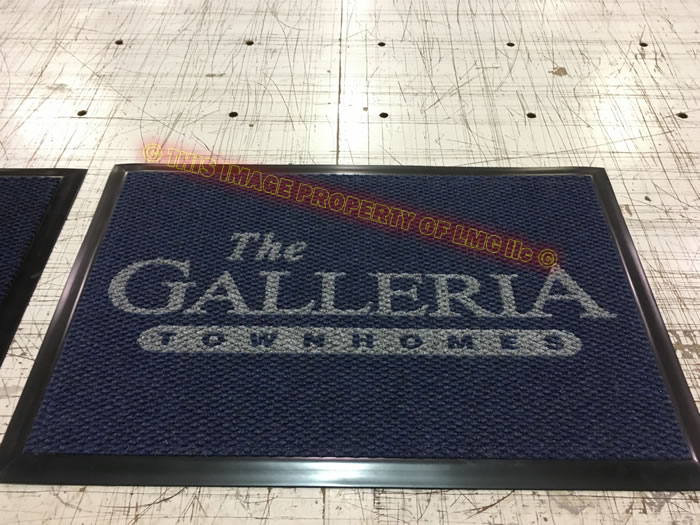 © THIS IMAGE PROPERTY OF LMC llc ©
The
GALLERIA
TOWNHOMES